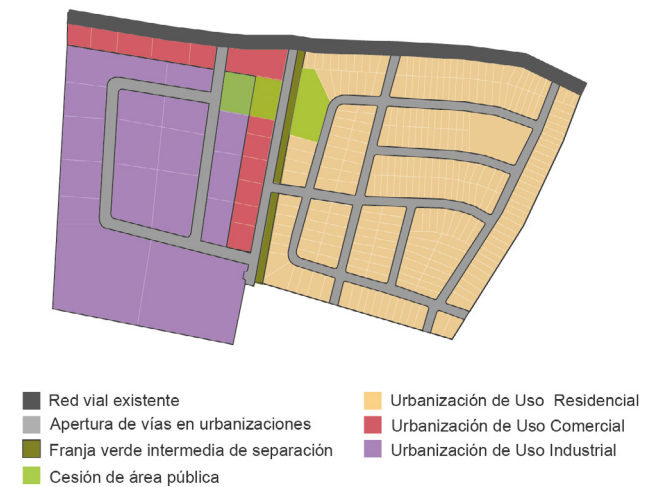 Red vial existente
Apertura de vías en urbanizaciones
Franja verde intermedia de separación
Cesión de área pública
Urbanización de Uso Residencial
Urbanización de Uso Comercial
Urbanización de Uso Industrial